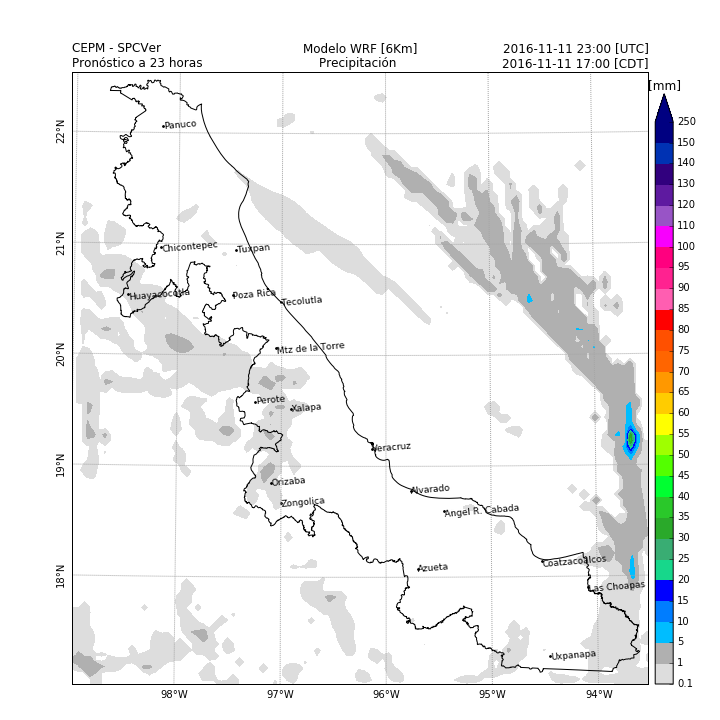 CEPM - SPCVer
Modelo WRF [6Km]
2016-11-11 23:00 [UTC]
Pronóstico a 23 horas
Precipitación
2016-11-11 17:00 [CDT]
[mm]
250
150
140
130
120
110
100
95
90
85
80
75
70
65
60
55
50
45
40
35
30
25
20
15
10
5
1
0.1
22°N
21°N
20°N
19°N
18°N
98°W
97°W
96°W
95°W
94°W
Panuco
Chicontepec
Tuxpan
Huayacocotla
Poza Rica
Tecolutla
Mtz de la Torre
Perote
Xalapa
Veracruz
Orizaba
Alvarado
Zongolica
Angel R. Cabada
Azueta
Coatzacoalcos
Las Choapas
Uxpanapa